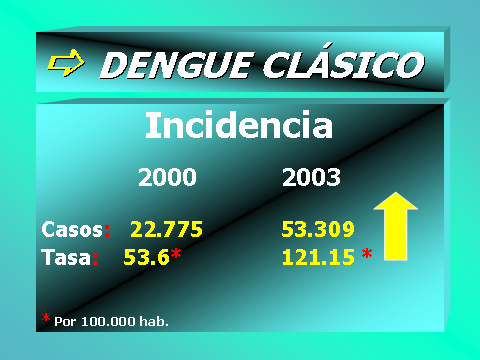 DENGUE CLÁSICO
Incidencia
2000 2003
Casos: 22.775 53.309
Tasa: 53.6* 121.15 *
* Por 100.000 hab.